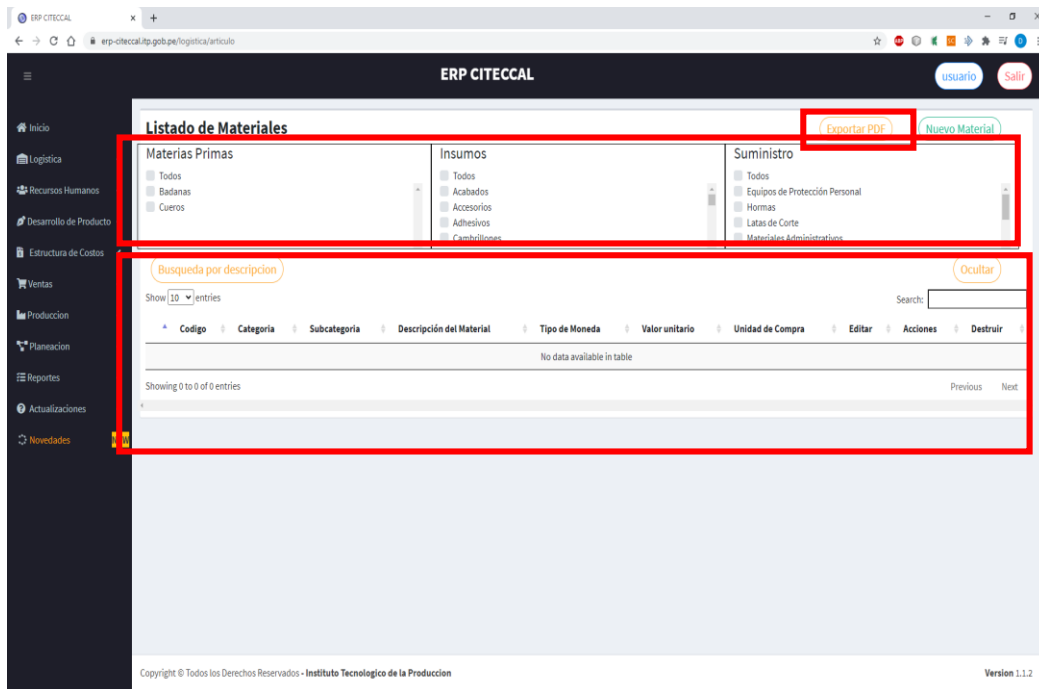 ERP CITECCAL
erp-citeccal.itp.gob.pe/logistica/articulo
ERP CITECCAL
usuario
Salir
Inicio
Logistica
Recursos Humanos
Desarrollo de Producto
Estructura de Costos
Ventas
Produccion
Planeacion
Reportes
Actualizaciones
Novedades
Listado de Materiales
Exportar PDF
Nuevo Material
Materias Primas
Todos
Badanas
Cueros
Insumos
Todos
Acabados
Accesorios
Adhesivos
Cambrillones
Suministro
Todos
Equipos de Protección Personal
Hormas
Latas de Corte
Materiales Administrativos
Busqueda por descripcion
Ocultar
Show 10 entries
Search:
Codigo Categoria Subcategoria Descripción del Material Tipo de Moneda Valor unitario Unidad de Compra Editar Acciones Destruir
No data available in table
Showing 0 to 0 of 0 entries
Previous Next
Copyright © Todos los Derechos Reservados - Instituto Tecnologico de la Produccion
Version 1.1.2